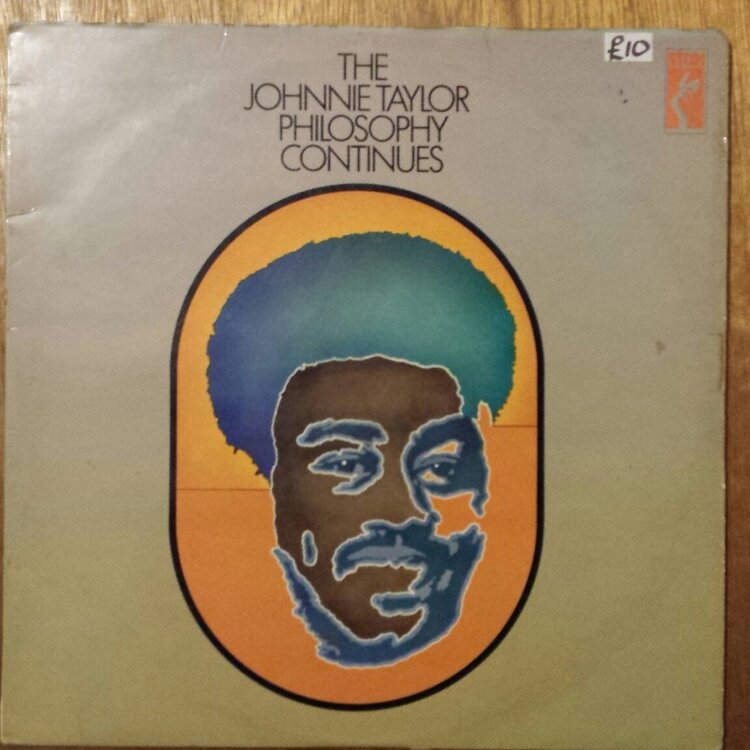 £10
THE
JOHNNIE TAYLOR
PHILOSOPHY
CONTINUES